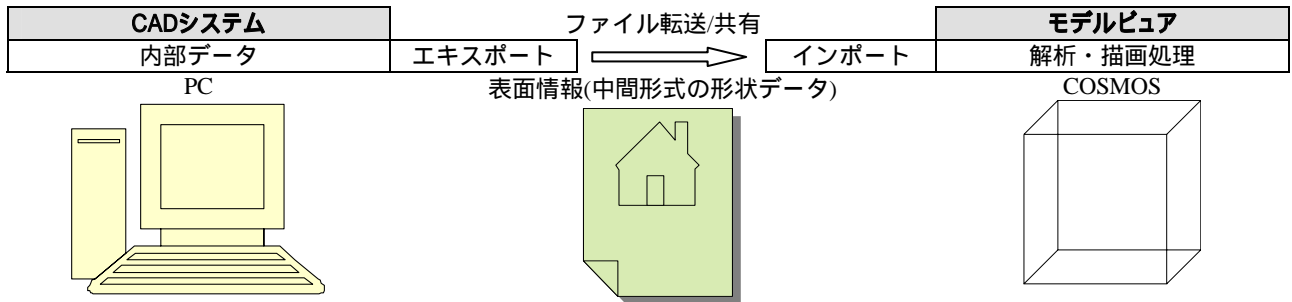 CADシステム ファイル転送/共有 モデルビュア
内部データ エキスポート インポート 解析・描画処理
PC 表面情報(中間形式の形状データ) COSMOS